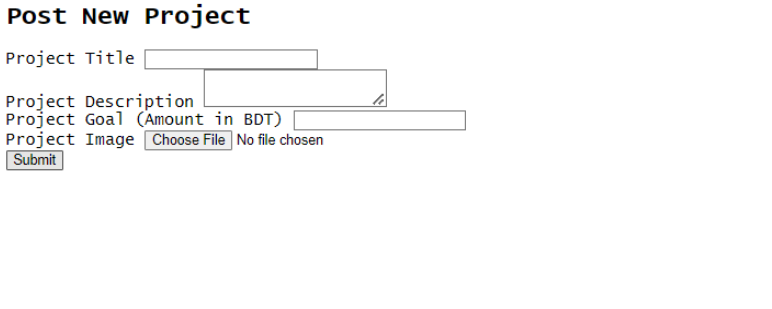 Post New Project
Project Title
Project Description
Project Goal (Amount in BDT)
Project Image Choose File No file chosen
Submit